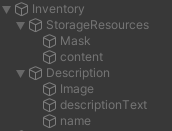 Inventory
StorageResources
Mask
content
Description
Image
descriptionText
name